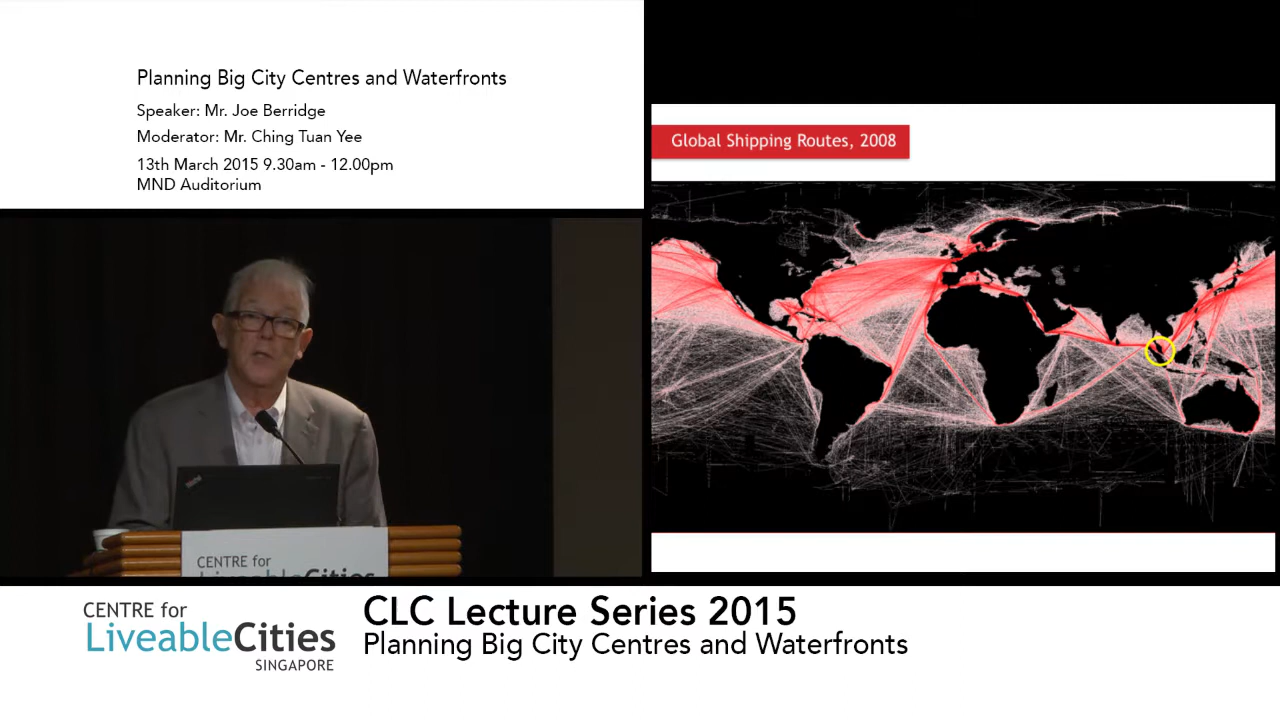 Planning Big City Centres and Waterfronts
Speaker: Mr. Joe Berridge
Moderator: Mr. Ching Tuan Yee
13th March 2015 9.30am - 12.00pm
MND Auditorium
Global Shipping Routes, 2008
CENTRE for
LiveableCities
CENTRE for
LiveableCities
SINGAPORE
CLC Lecture Series 2015
Planning Big City Centres and Waterfronts